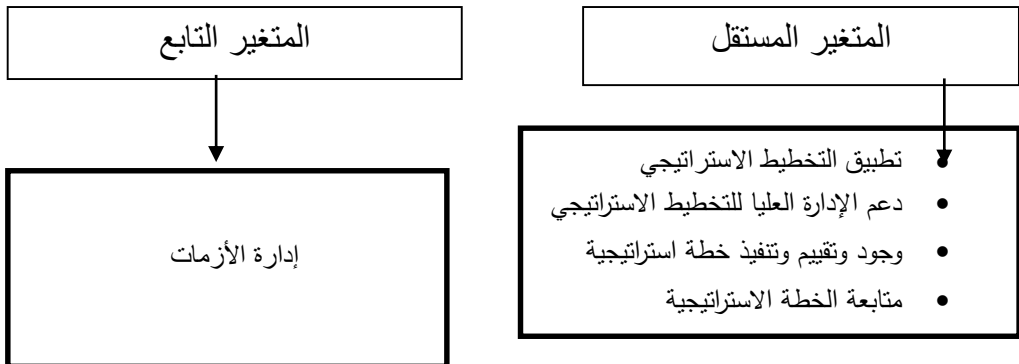 المتغير المستقل
المتغير التابع
• تطبيق التخطيط الاستراتيجي
• دعم الإدارة العليا للتخطيط الاستراتيجي
• وجود وتقييم وتنفيذ خطة استراتيجية
• متابعة الخطة الاستراتيجية
إدارة الأزمات